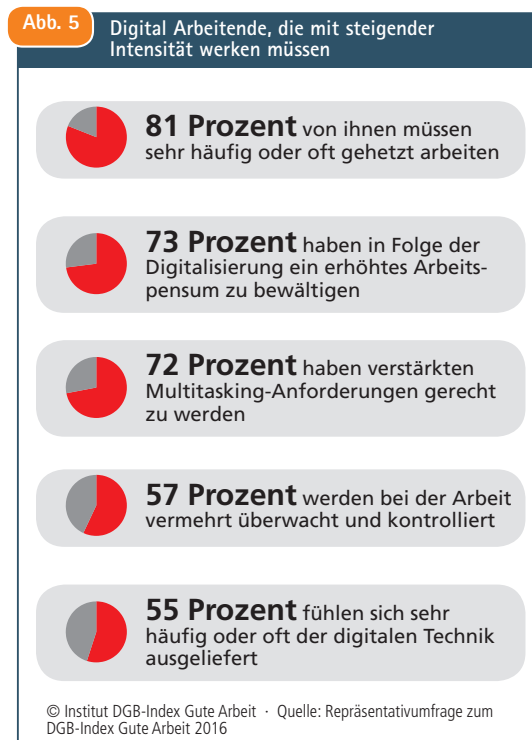 Abb. 5
Digital Arbeitende, die mit steigender
Intensität werken müssen
81 Prozent von ihnen müssen
sehr häufig oder oft gehetzt arbeiten
73 Prozent haben in Folge der
Digitalisierung ein erhöhtes Arbeits-
pensum zu bewältigen
72 Prozent haben verstärkten
Multitasking-Anforderungen gerecht
zu werden
57 Prozent werden bei der Arbeit
vermehrt überwacht und kontrolliert
55 Prozent fühlen sich sehr
häufig oder oft der digitalen Technik
ausgeliefert
© Institut DGB-Index Gute Arbeit · Quelle: Repräsentativumfrage zum
DGB-Index Gute Arbeit 2016